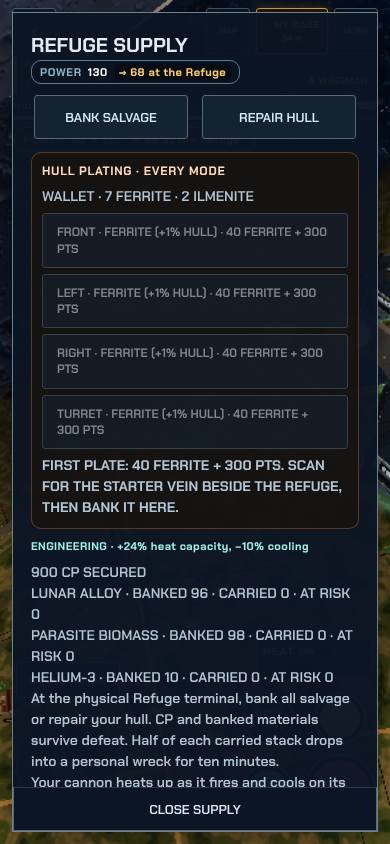 REFUGE SUPPLY
POWER 130 → 68 at the Refuge
BANK SALVAGE
REPAIR HULL
HULL PLATING · EVERY MODE
WALLET · 7 FERRITE · 2 ILMENITE
FRONT · FERRITE (+1% HULL) · 40 FERRITE + 300
PTS
LEFT · FERRITE (+1% HULL) · 40 FERRITE + 300
PTS
RIGHT · FERRITE (+1% HULL) · 40 FERRITE + 300
PTS
TURRET · FERRITE (+1% HULL) · 40 FERRITE +
300 PTS
FIRST PLATE: 40 FERRITE + 300 PTS. SCAN
FOR THE STARTER VEIN BESIDE THE REFUGE,
THEN BANK IT HERE.
ENGINEERING · +24% heat capacity, −10% cooling
900 CP SECURED
LUNAR ALLOY · BANKED 96 · CARRIED 0 · AT RISK
0
PARASITE BIOMASS · BANKED 98 · CARRIED 0 · AT
RISK 0
HELIUM-3 · BANKED 10 · CARRIED 0 · AT RISK 0
At the physical Refuge terminal, bank all salvage
or repair your hull. CP and banked materials
survive defeat. Half of each carried stack drops
into a personal wreck for ten minutes.
Your cannon heats up as it fires and cools on its
CLOSE SUPPLY